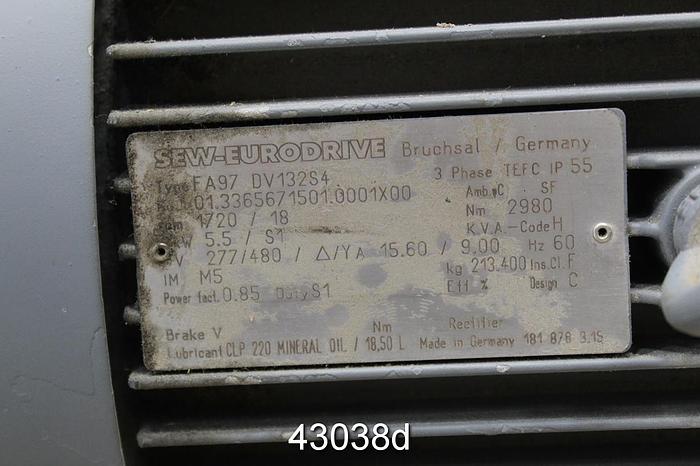 SEW-EURODRIVE Bruchsal / Germany
Type FA97 DV132S4 3 Phase TEFC IP 55
01.3365671501.0001X00 Amb.°C SF
1720 / 18 Nm 2980
5.5 / S1 K.V.A.-Code H
V 277/480 / Δ/Y A 15.60 / 9.00 Hz 60
IM M5 kg 213.400 Ins.Cl. F
Power fact. 0.85 Duty S1 Eff % Design C
Brake V Nm Rectifier
Lubricant CLP 220 MINERAL OIL / 18,50 L Made in Germany 181 878 3.15
43038d